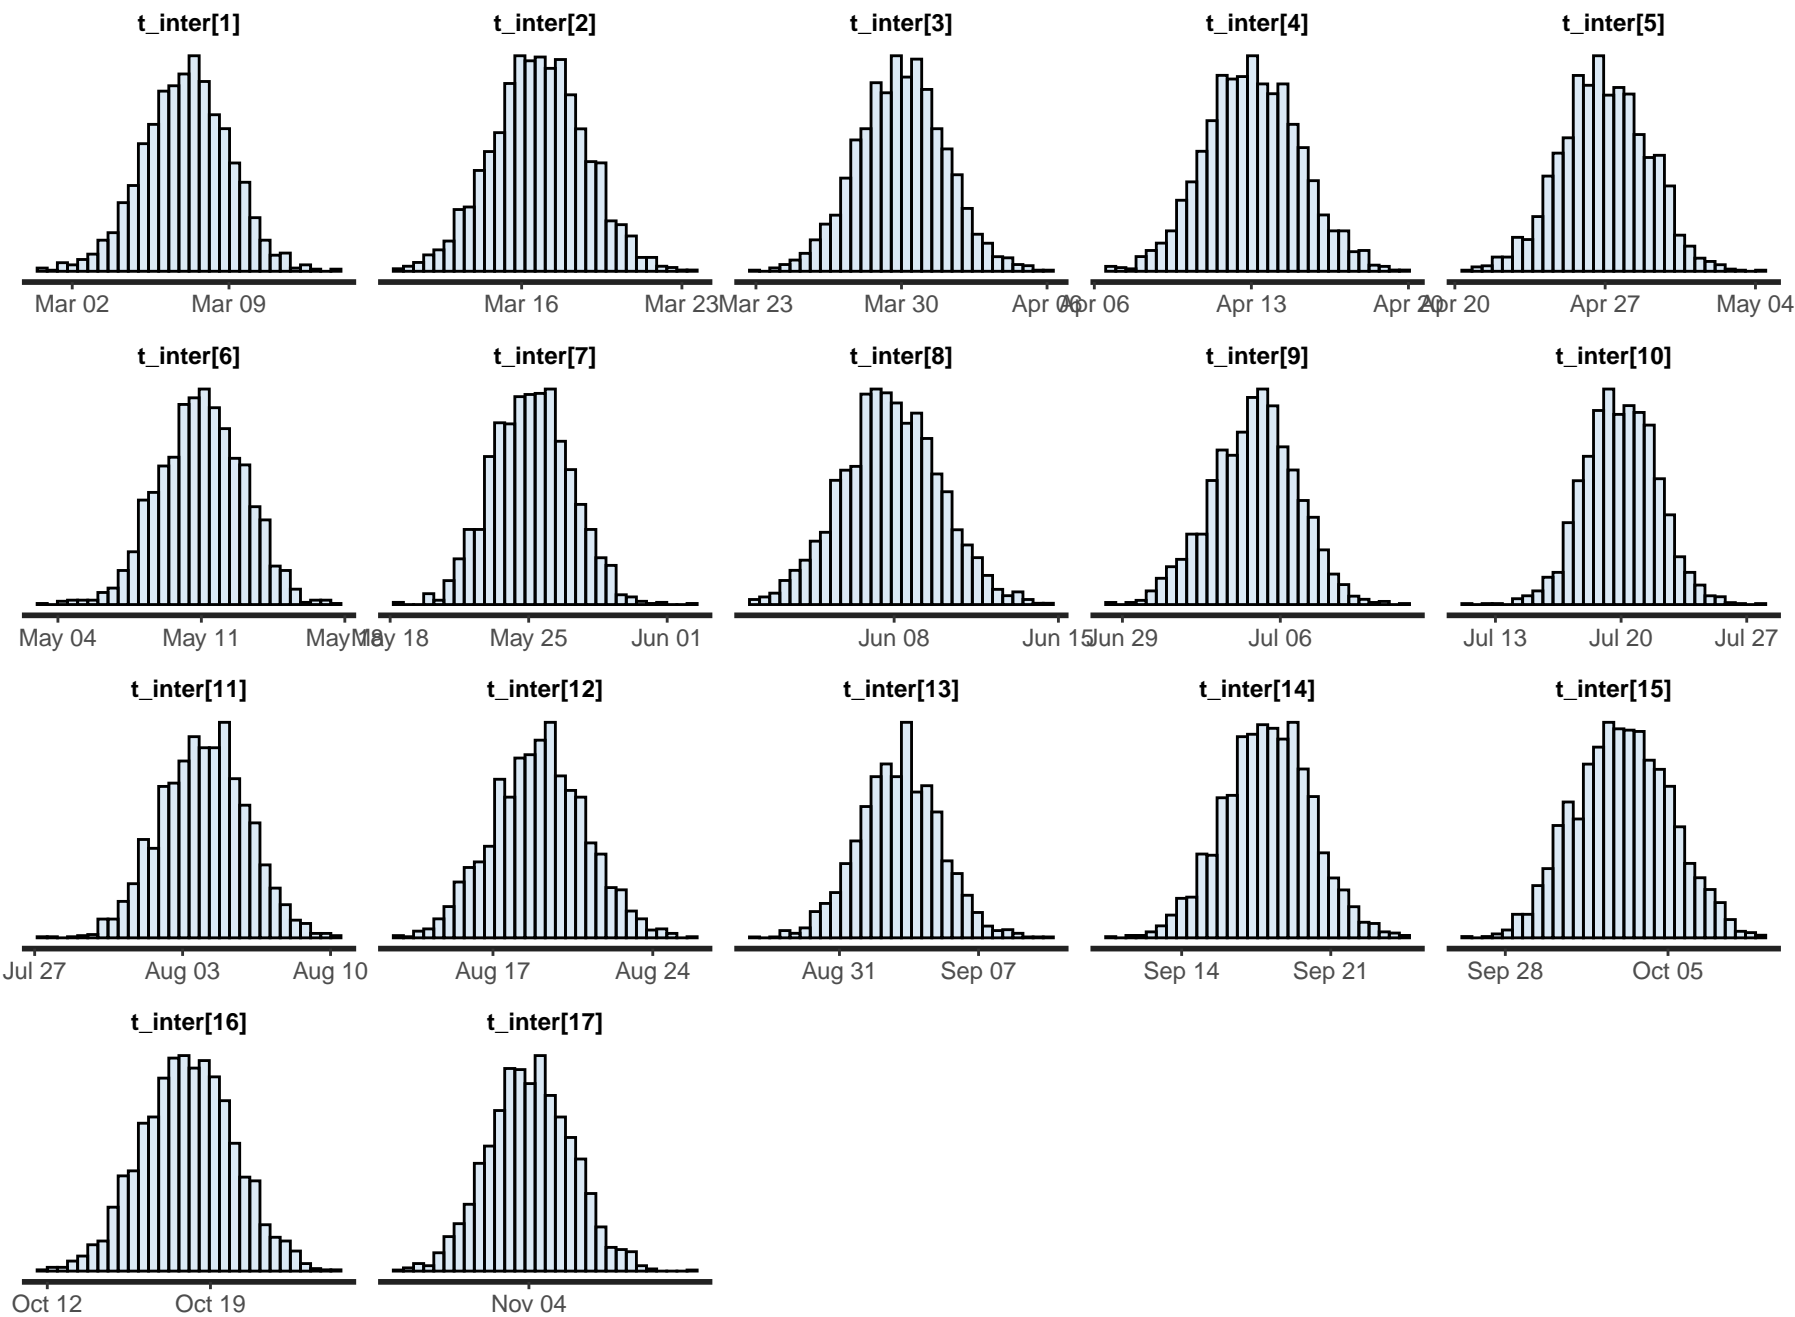 t_inter[1] t_inter[2] t_inter[3] t_inter[4] t_inter[5]
Mar 02 Mar 09 Mar 16 Mar 23 Mar 23 Mar 30 Apr 06 Apr 06 Apr 13 Apr 20 Apr 20 Apr 27 May 04
t_inter[6] t_inter[7] t_inter[8] t_inter[9] t_inter[10]
May 04 May 11 May 18 May 18 May 25 Jun 01 Jun 08 Jun 15 Jun 29 Jul 06 Jul 13 Jul 20 Jul 27
t_inter[11] t_inter[12] t_inter[13] t_inter[14] t_inter[15]
Jul 27 Aug 03 Aug 10 Aug 17 Aug 24 Aug 31 Sep 07 Sep 14 Sep 21 Sep 28 Oct 05
t_inter[16] t_inter[17]
Oct 12 Oct 19 Nov 04